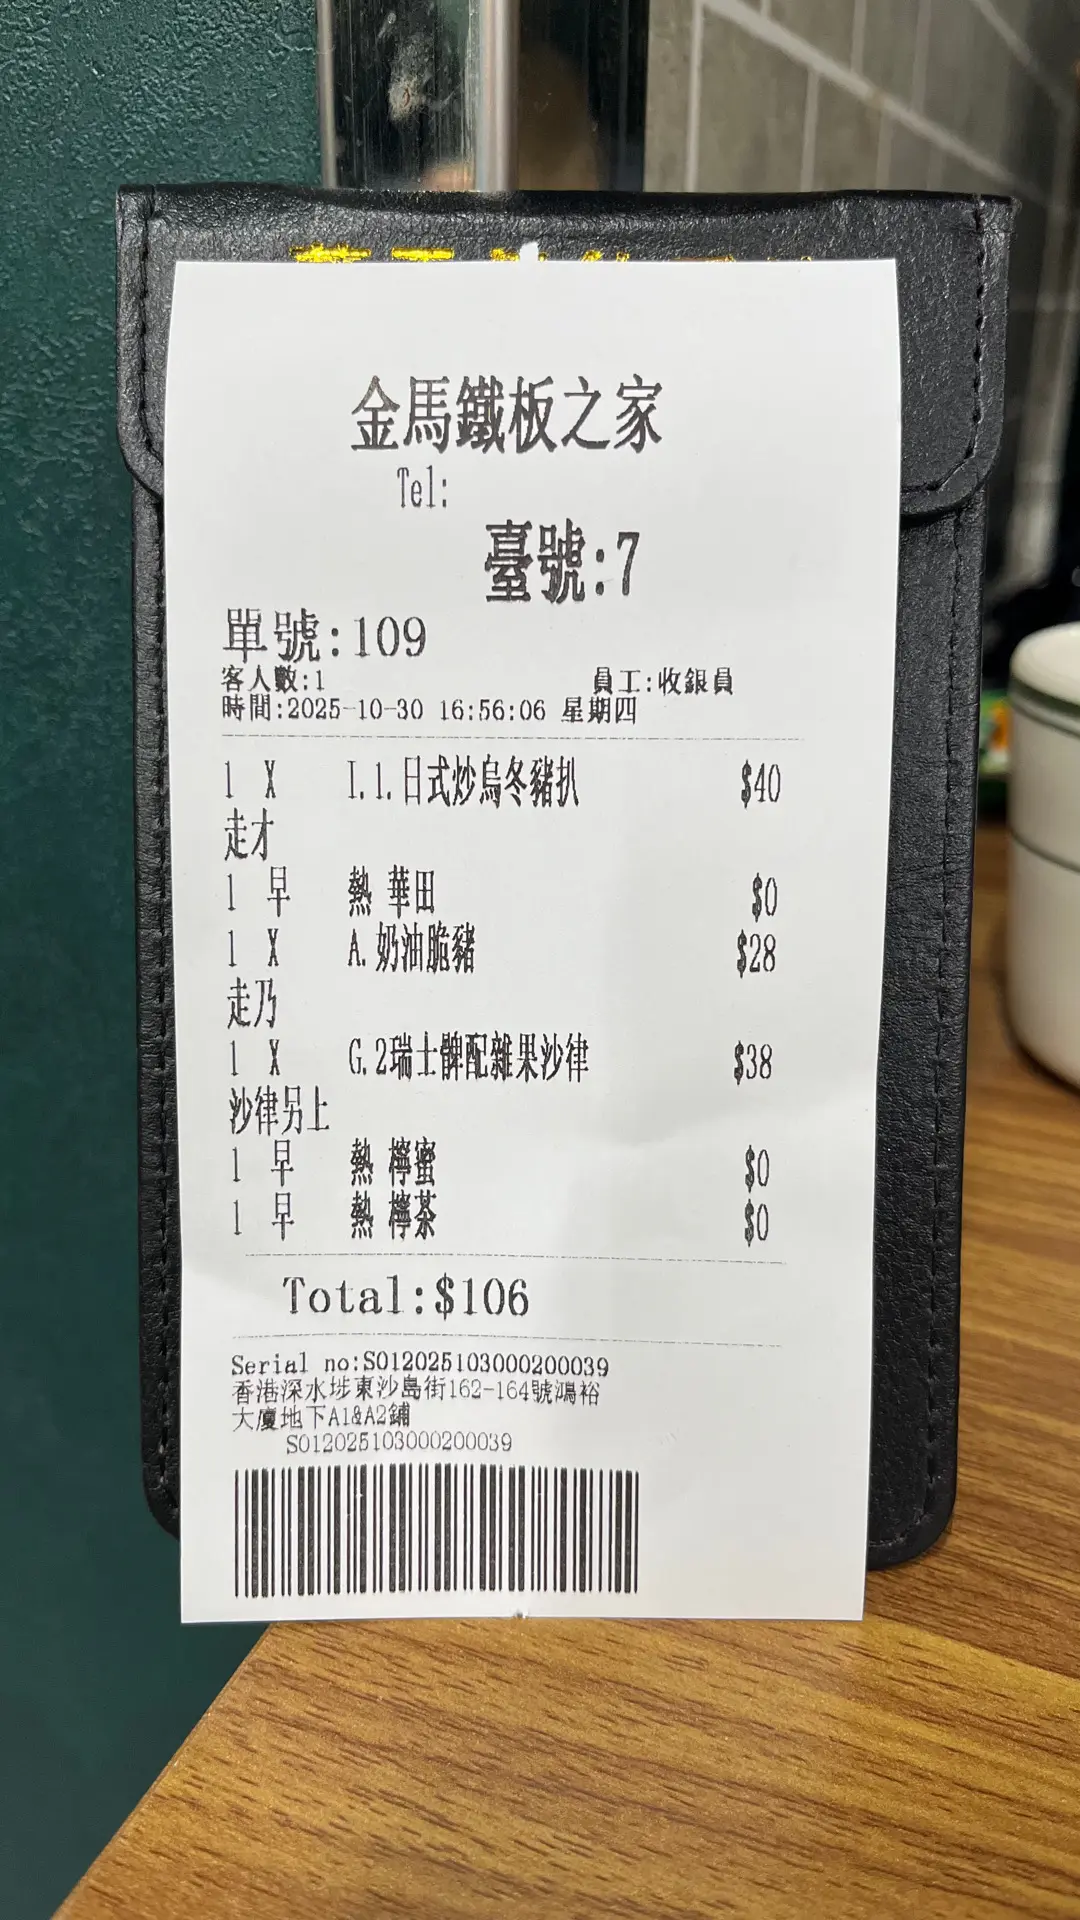 金馬鐵板之家
Tel:
臺號:7
單號:109
客人數:1 員工:收銀員
時間:2025-10-30 16:56:06 星期四
1 X I.1.日式炒烏冬豬扒 $40
走才
1 早 熱 華田 $0
1 X A.奶油脆豬 $28
走乃
1 X G.2瑞士髀配雜果沙律 $38
沙律另上
1 早 熱 檸蜜 $0
1 早 熱 檸茶 $0
Total:$106
Serial no:S012025103000200039
香港深水埗東沙島街162-164號鴻裕
大廈地下A1&A2鋪
S012025103000200039